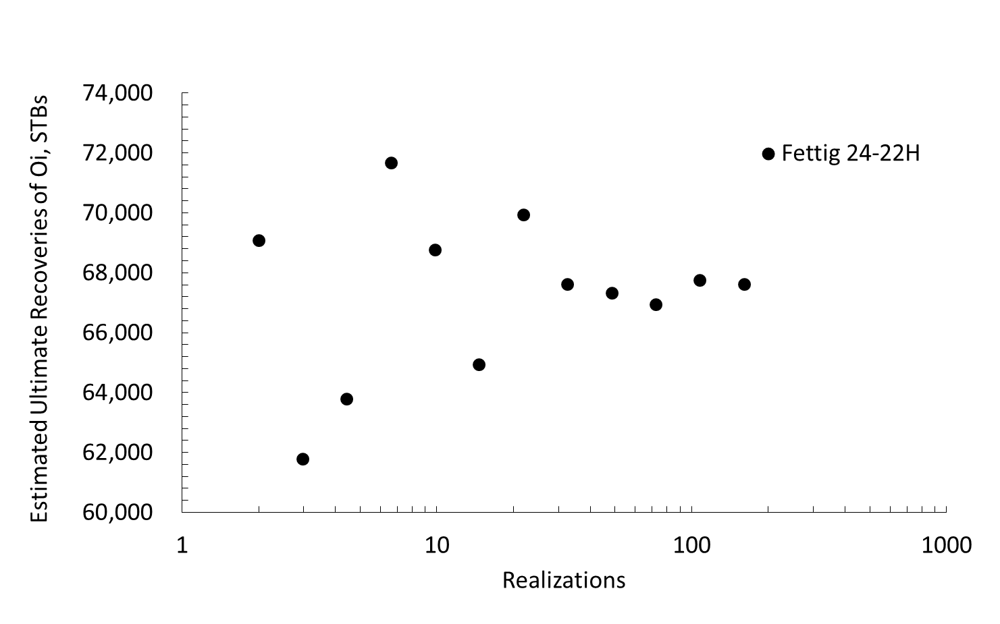 Estimated Ultimate Recoveries of Oi, STBs
74,000
72,000
70,000
68,000
66,000
64,000
62,000
60,000
Fettig 24-22H
1 10 100 1000
Realizations